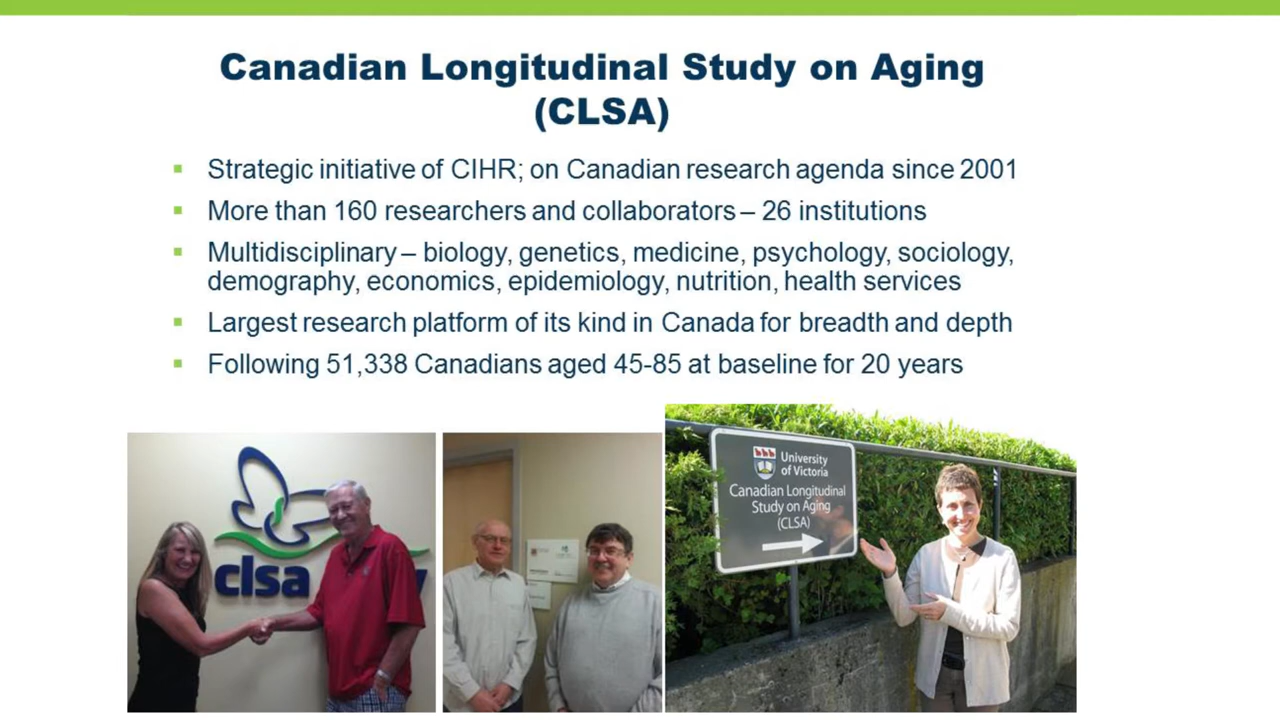 Canadian Longitudinal Study on Aging
(CLSA)
Strategic initiative of CIHR; on Canadian research agenda since 2001
More than 160 researchers and collaborators – 26 institutions
Multidisciplinary – biology, genetics, medicine, psychology, sociology,
demography, economics, epidemiology, nutrition, health services
Largest research platform of its kind in Canada for breadth and depth
Following 51,338 Canadians aged 45-85 at baseline for 20 years
clsa
University
of Victoria
Canadian Longitudinal
Study on Aging
(CLSA)